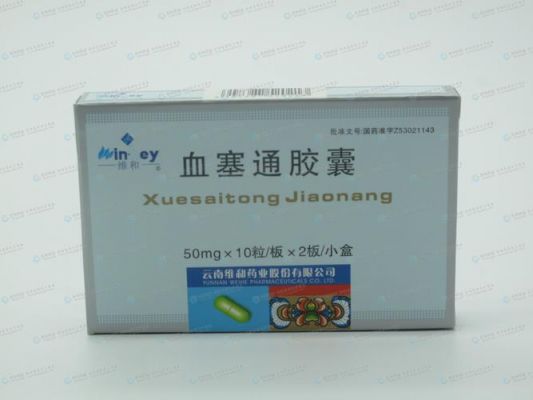 批准文号:国药准字Z53021143
Win ey
维和
血塞通胶囊
Xuesaitong Jiaonang
50mg×10粒/板×2板/小盒
云南维和药业股份有限公司
YUNNAN WEIHE PHARMACEUTICALS CO., LTD.